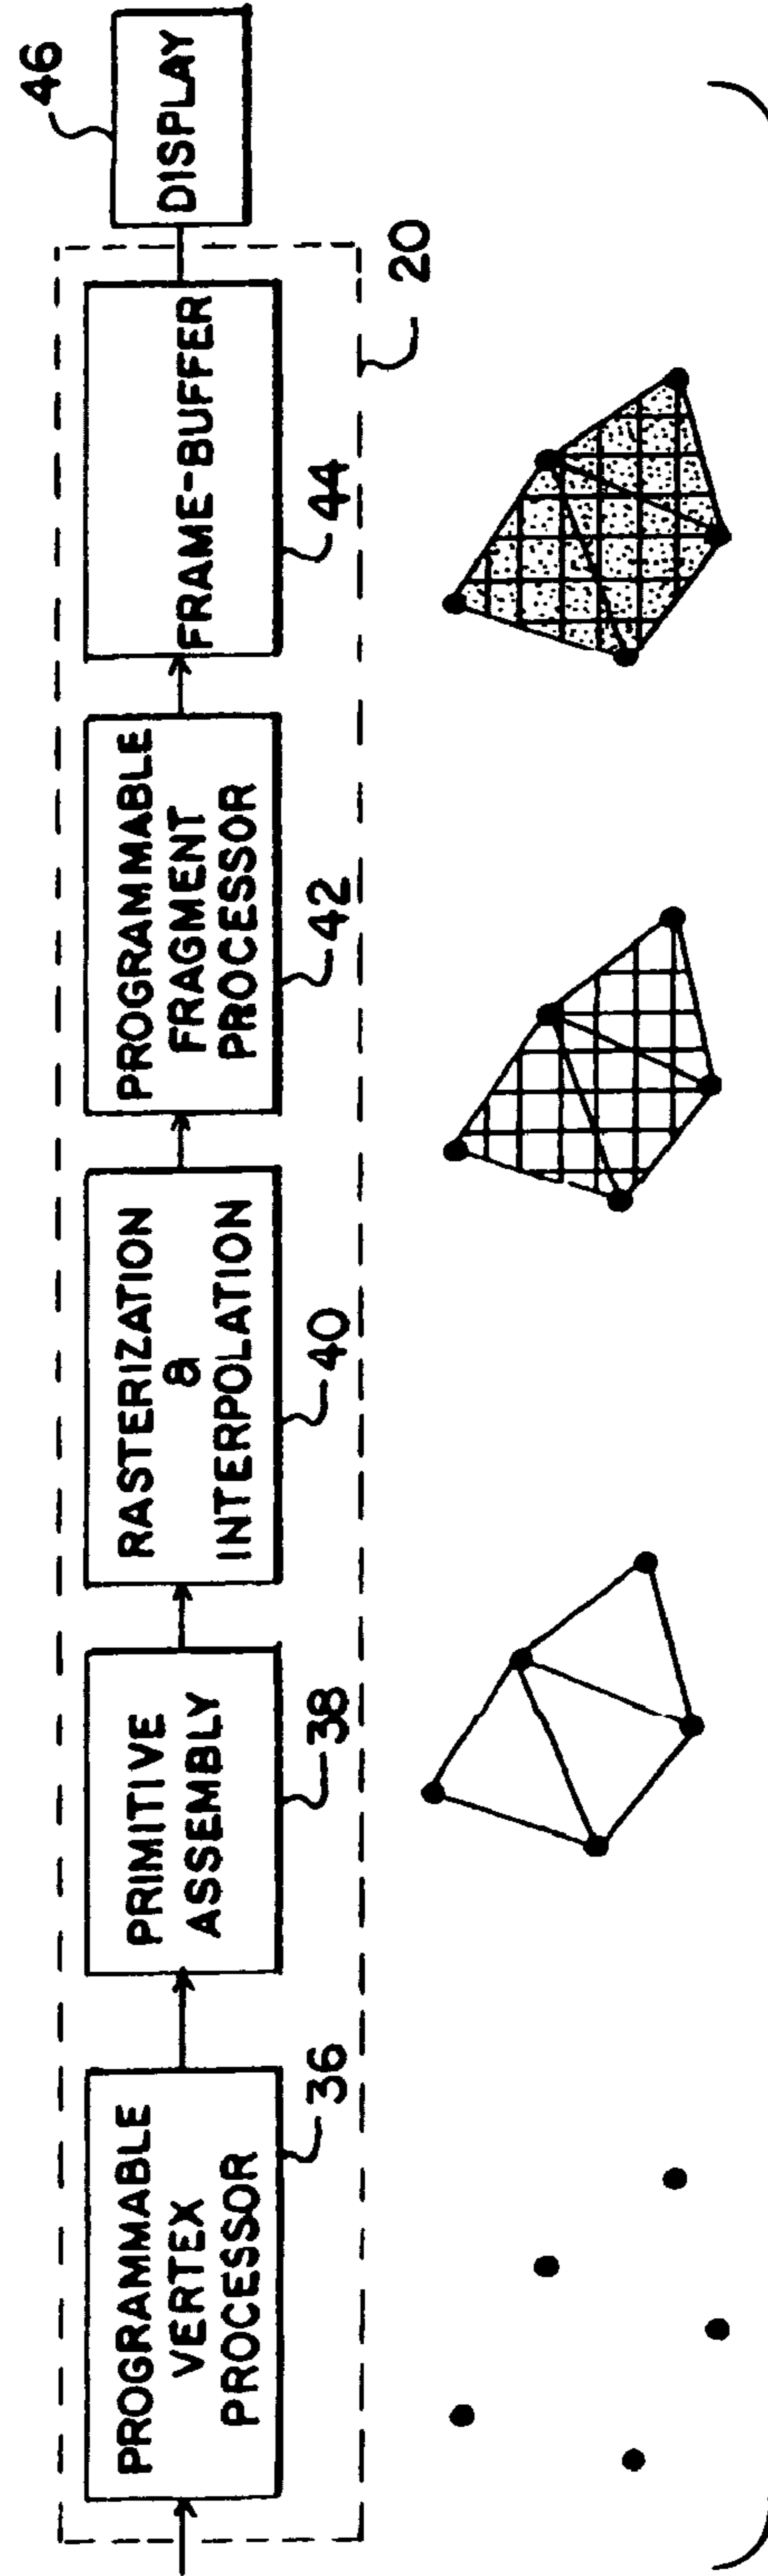 PROGRAMMABLE
VERTEX
PROCESSOR
36
PRIMITIVE
ASSEMBLY
38
RASTERIZATION
&
INTERPOLATION
40
PROGRAMMABLE
FRAGMENT
PROCESSOR
42
FRAME-BUFFER
44
20
DISPLAY
46